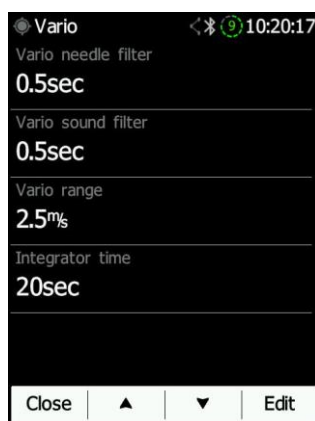 Vario 9 10:20:17
Vario needle filter
0.5sec
Vario sound filter
0.5sec
Vario range
2.5m/s
Integrator time
20sec
Close ▲ ▼ Edit